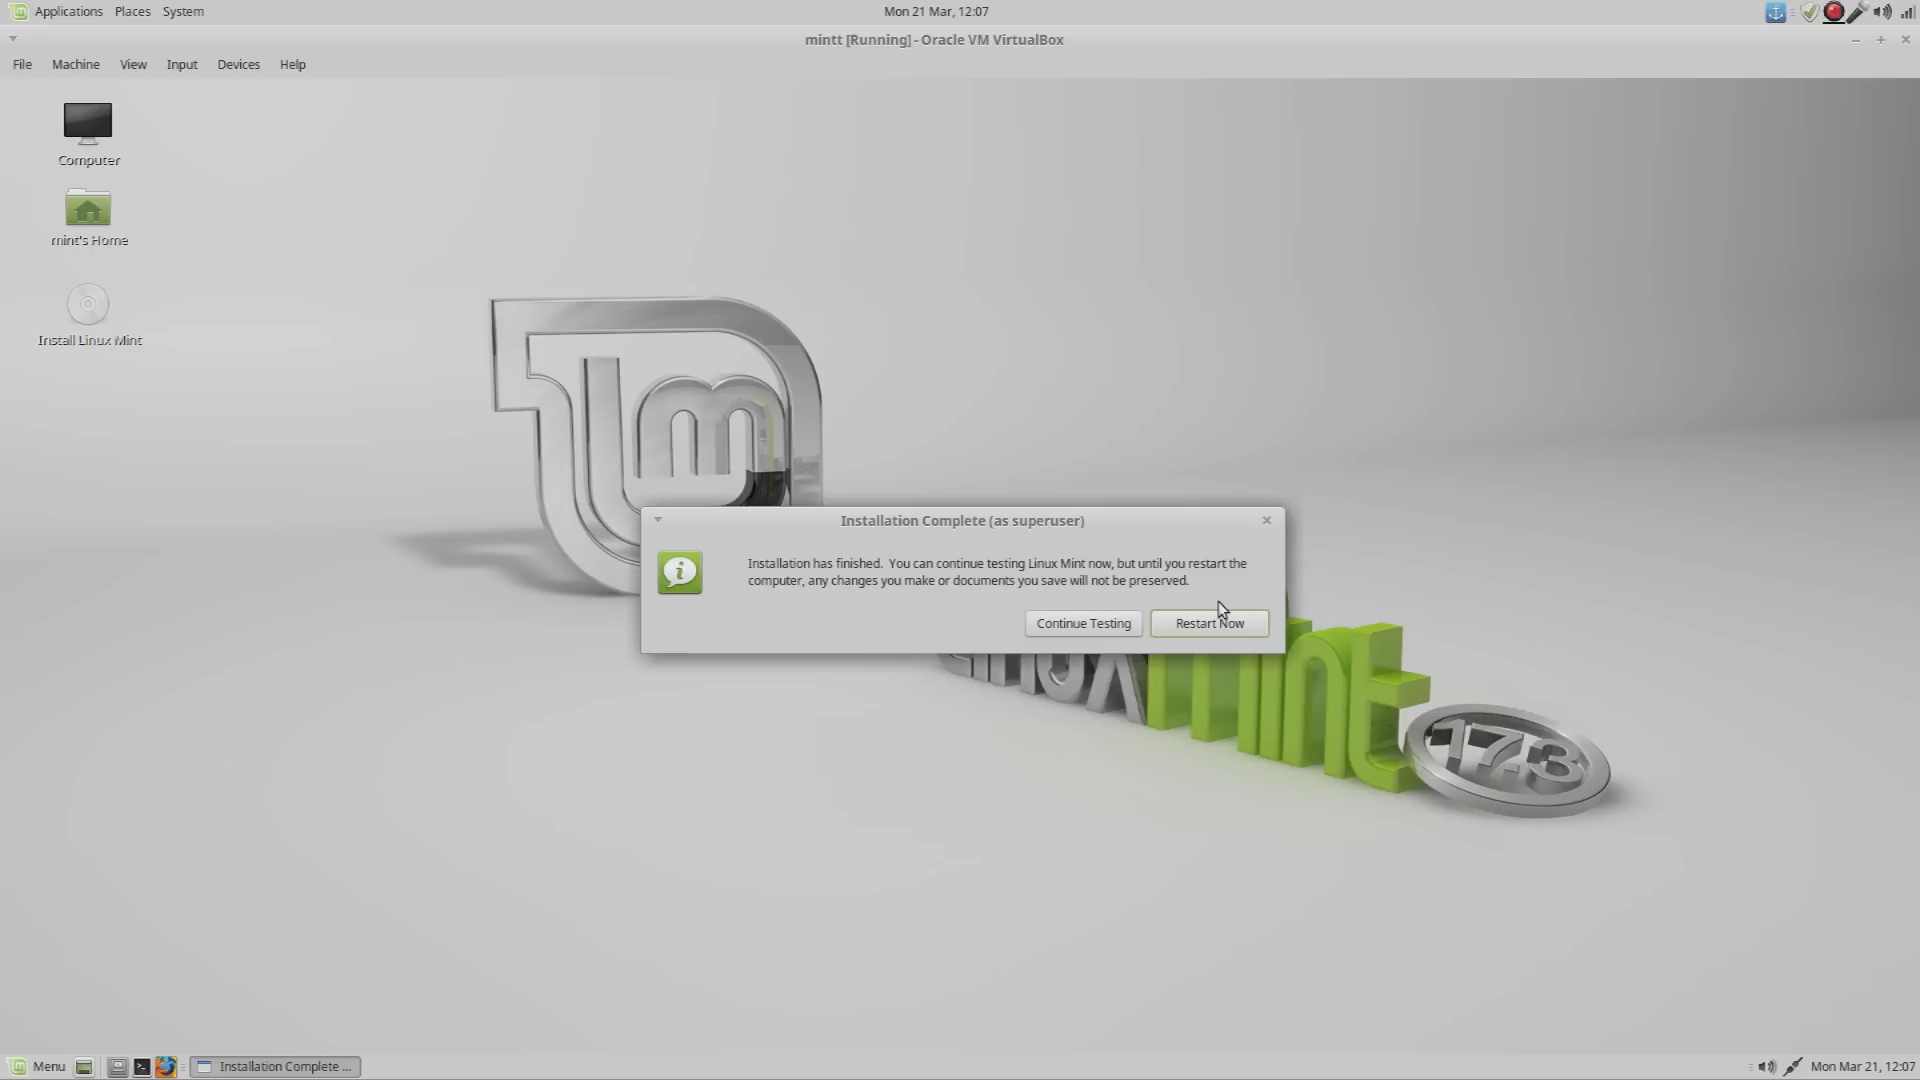 Applications Places System
Mon 21 Mar, 12:07
mintt [Running] - Oracle VM VirtualBox
File Machine View Input Devices Help
Computer
mint's Home
Install Linux Mint
Installation Complete (as superuser)
Installation has finished. You can continue testing Linux Mint now, but until you restart the
computer, any changes you make or documents you save will not be preserved.
Continue Testing
Restart Now
Linux mint 17.3
Menu
Installation Complete ...
Mon Mar 21, 12:07